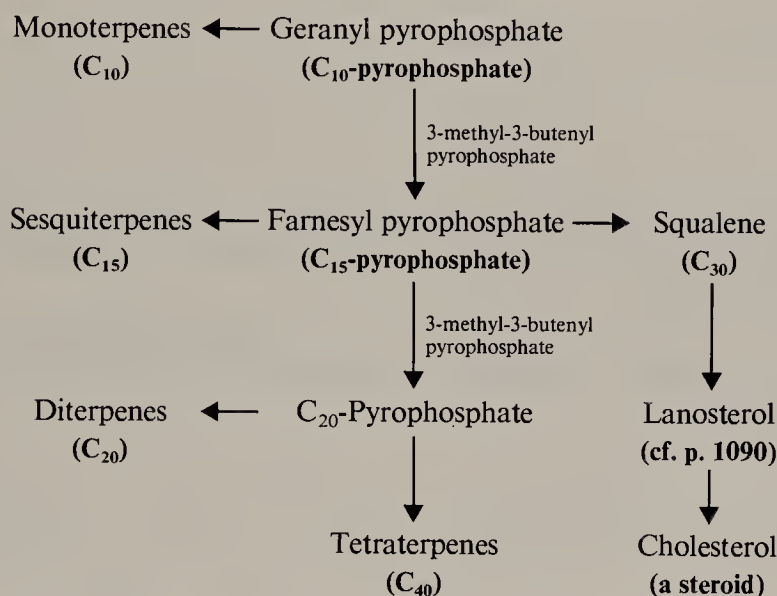 Monoterpenes ← Geranyl pyrophosphate
(C₁₀) (C₁₀-pyrophosphate)
3-methyl-3-butenyl
pyrophosphate
Sesquiterpenes ← Farnesyl pyrophosphate → Squalene
(C₁₅) (C₁₅-pyrophosphate) (C₃₀)
3-methyl-3-butenyl
pyrophosphate
Diterpenes ← C₂₀-Pyrophosphate Lanosterol
(C₂₀) (cf. p. 1090)
Tetraterpenes Cholesterol
(C₄₀) (a steroid)